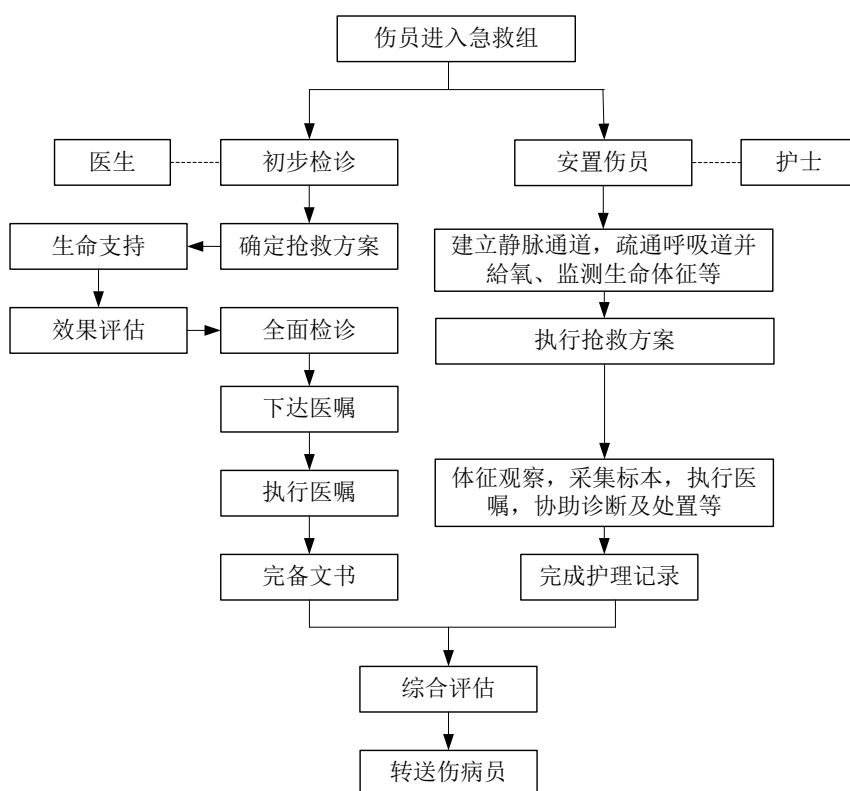 伤员进入急救组
医生
初步检诊
安置伤员
护士
生命支持
确定抢救方案
建立静脉通道，疏通呼吸道并
給氧、监测生命体征等
效果评估
全面检诊
执行抢救方案
下达医嘱
执行医嘱
体征观察，采集标本，执行医
嘱，协助诊断及处置等
完备文书
完成护理记录
综合评估
转送伤病员